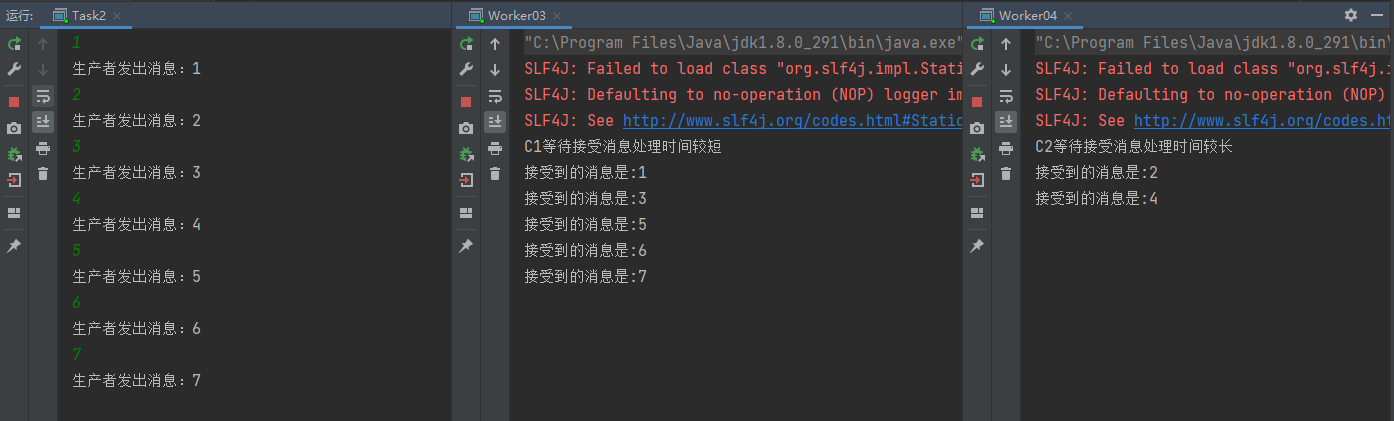 运行: Task2
1
生产者发出消息：1
2
生产者发出消息：2
3
生产者发出消息：3
4
生产者发出消息：4
5
生产者发出消息：5
6
生产者发出消息：6
7
生产者发出消息：7
Worker03
"C:\Program Files\Java\jdk1.8.0_291\bin\java.exe"
SLF4J: Failed to load class "org.slf4j.impl.Stati
SLF4J: Defaulting to no-operation (NOP) logger im
SLF4J: See http://www.slf4j.org/codes.html#Static
C1等待接受消息处理时间较短
接受到的消息是:1
接受到的消息是:3
接受到的消息是:5
接受到的消息是:6
接受到的消息是:7
Worker04
"C:\Program Files\Java\jdk1.8.0_291\bin\
SLF4J: Failed to load class "org.slf4j.i
SLF4J: Defaulting to no-operation (NOP)
SLF4J: See http://www.slf4j.org/codes.ht
C2等待接受消息处理时间较长
接受到的消息是:2
接受到的消息是:4